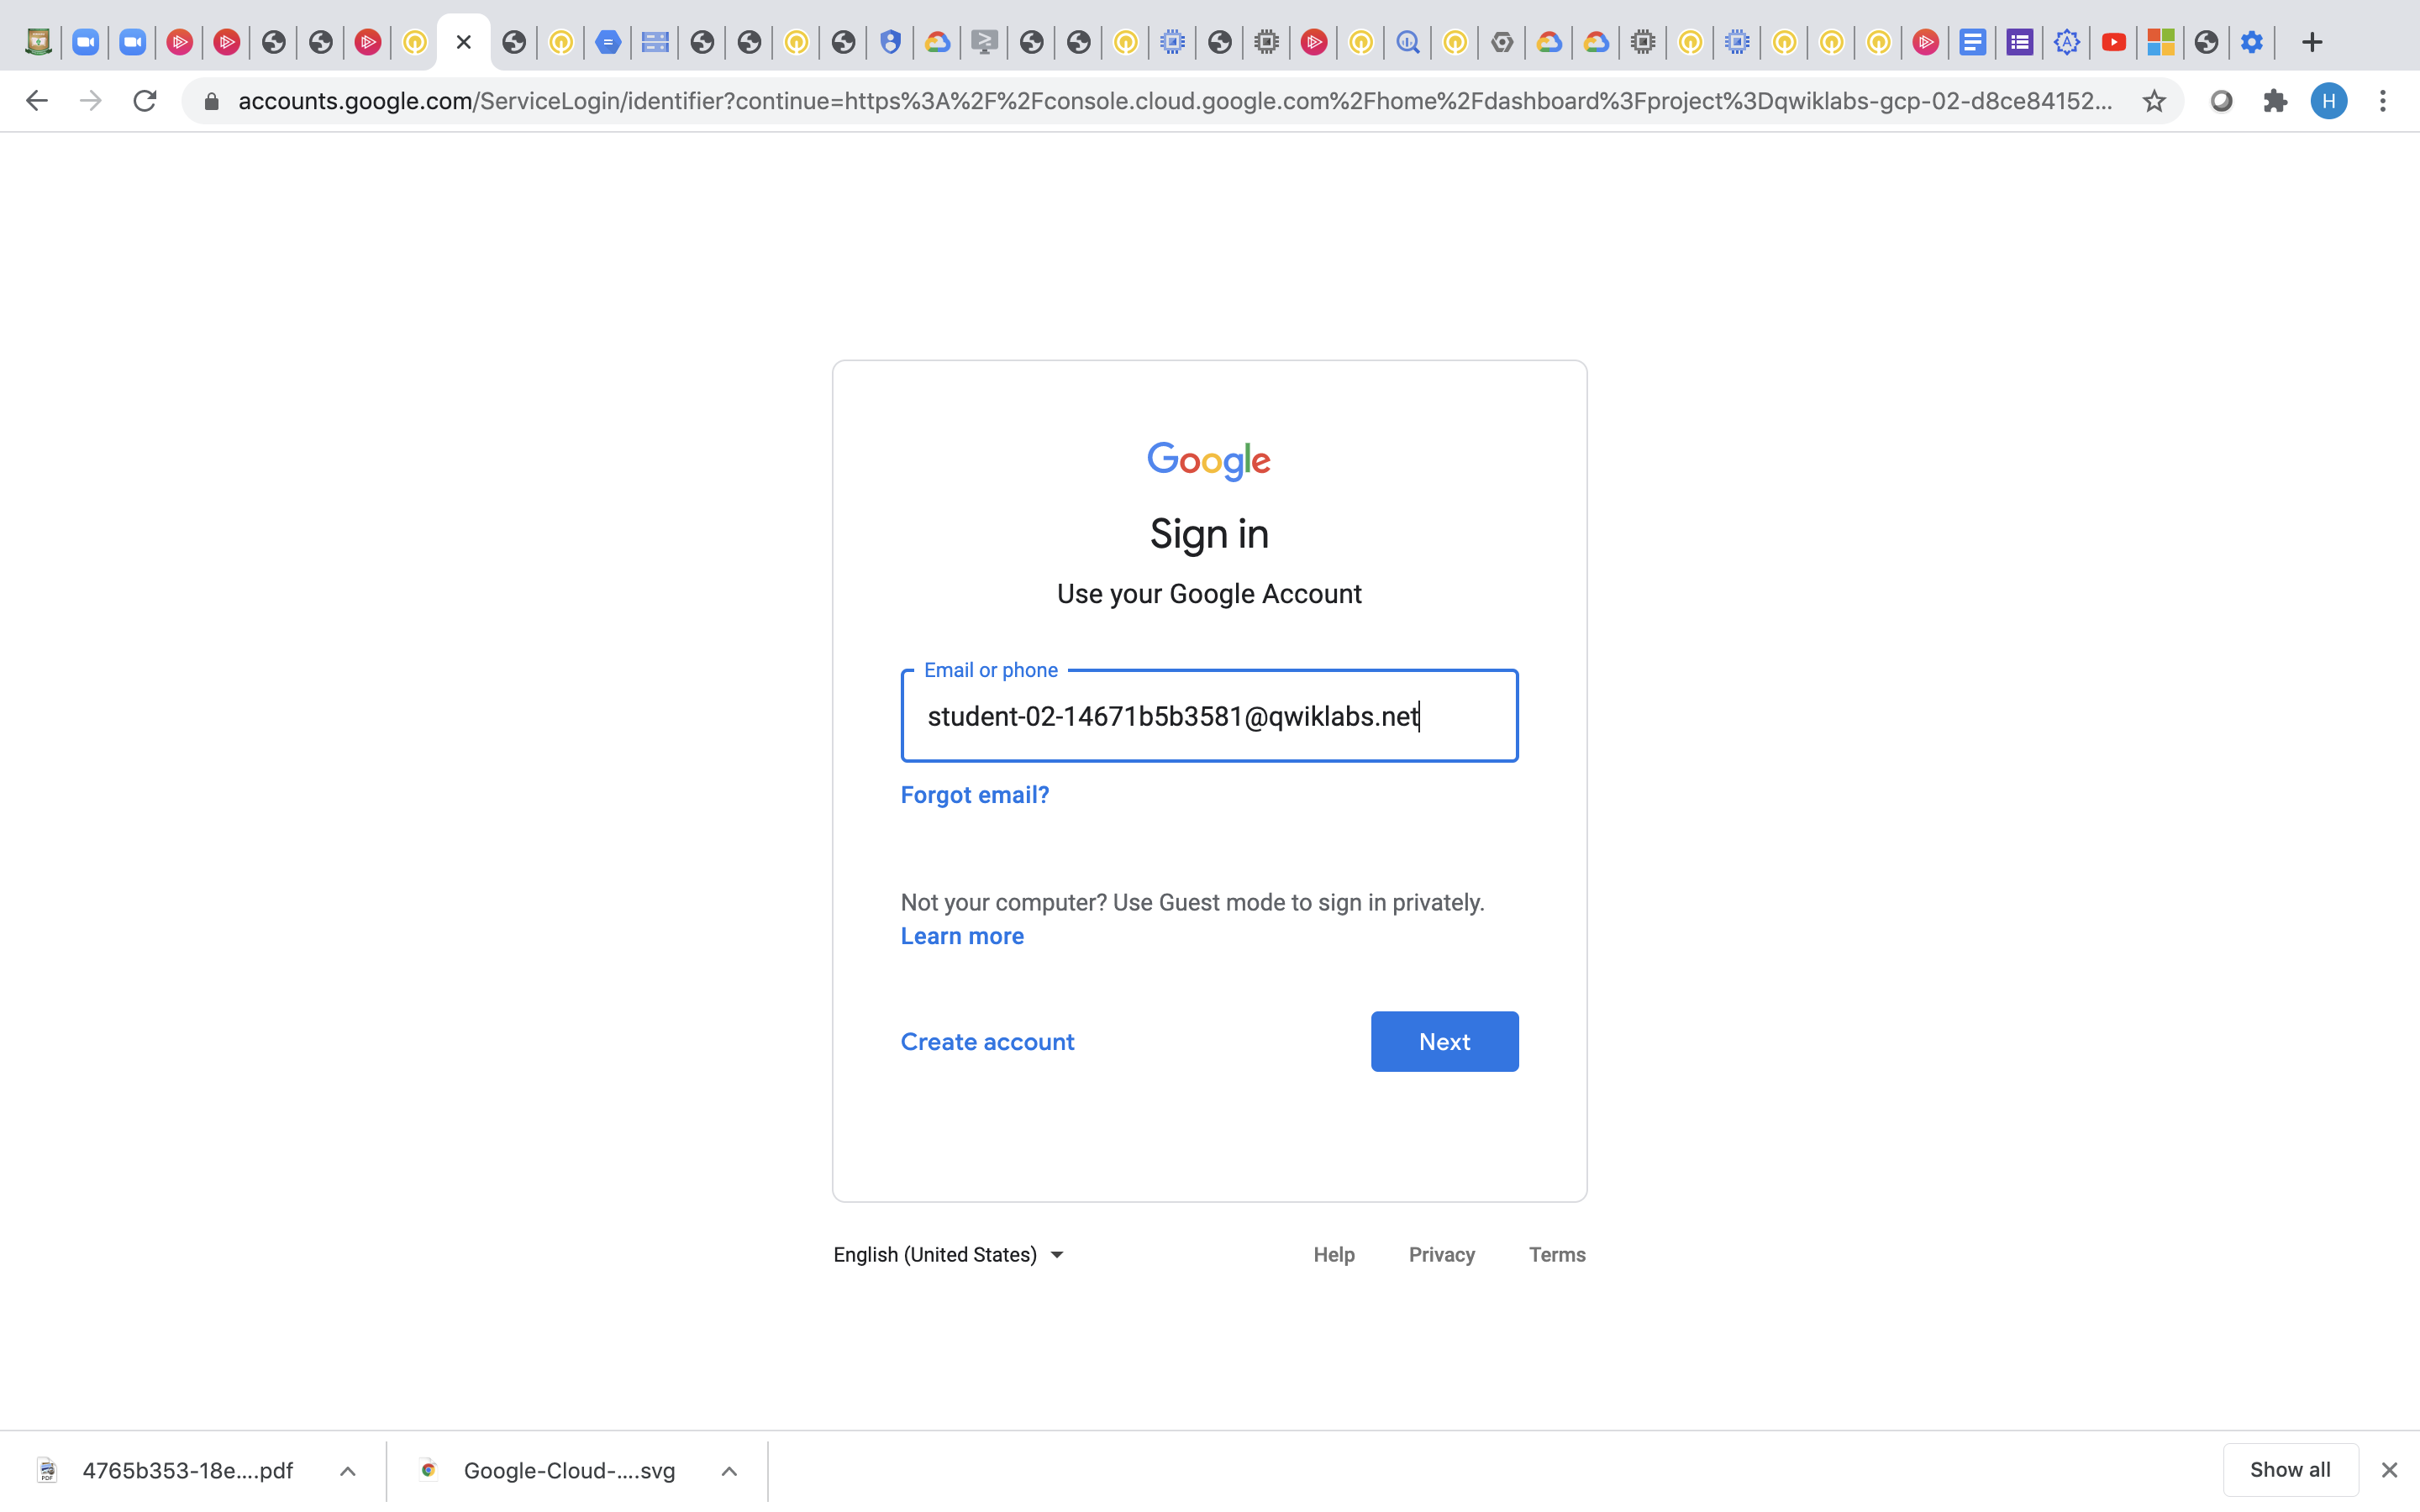 accounts.google.com/ServiceLogin/identifier?continue=https%3A%2F%2Fconsole.cloud.google.com%2Fhome%2Fdashboard%3Fproject%3Dqwiklabs-gcp-02-d8ce84152...
H
Google
Sign in
Use your Google Account
Email or phone
student-02-14671b5b3581@qwiklabs.net
Forgot email?
Not your computer? Use Guest mode to sign in privately.
Learn more
Create account
Next
English (United States)
Help
Privacy
Terms
4765b353-18e....pdf
Google-Cloud-....svg
Show all